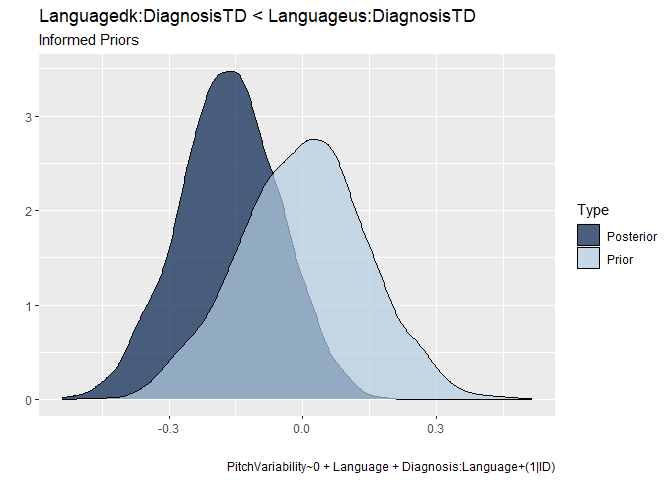 Languagedk:DiagnosisTD < Languageus:DiagnosisTD
Informed Priors
3
2
1
0
-0.3 0.0 0.3
PitchVariability~0 + Language + Diagnosis:Language+(1|ID)
Type
Posterior
Prior